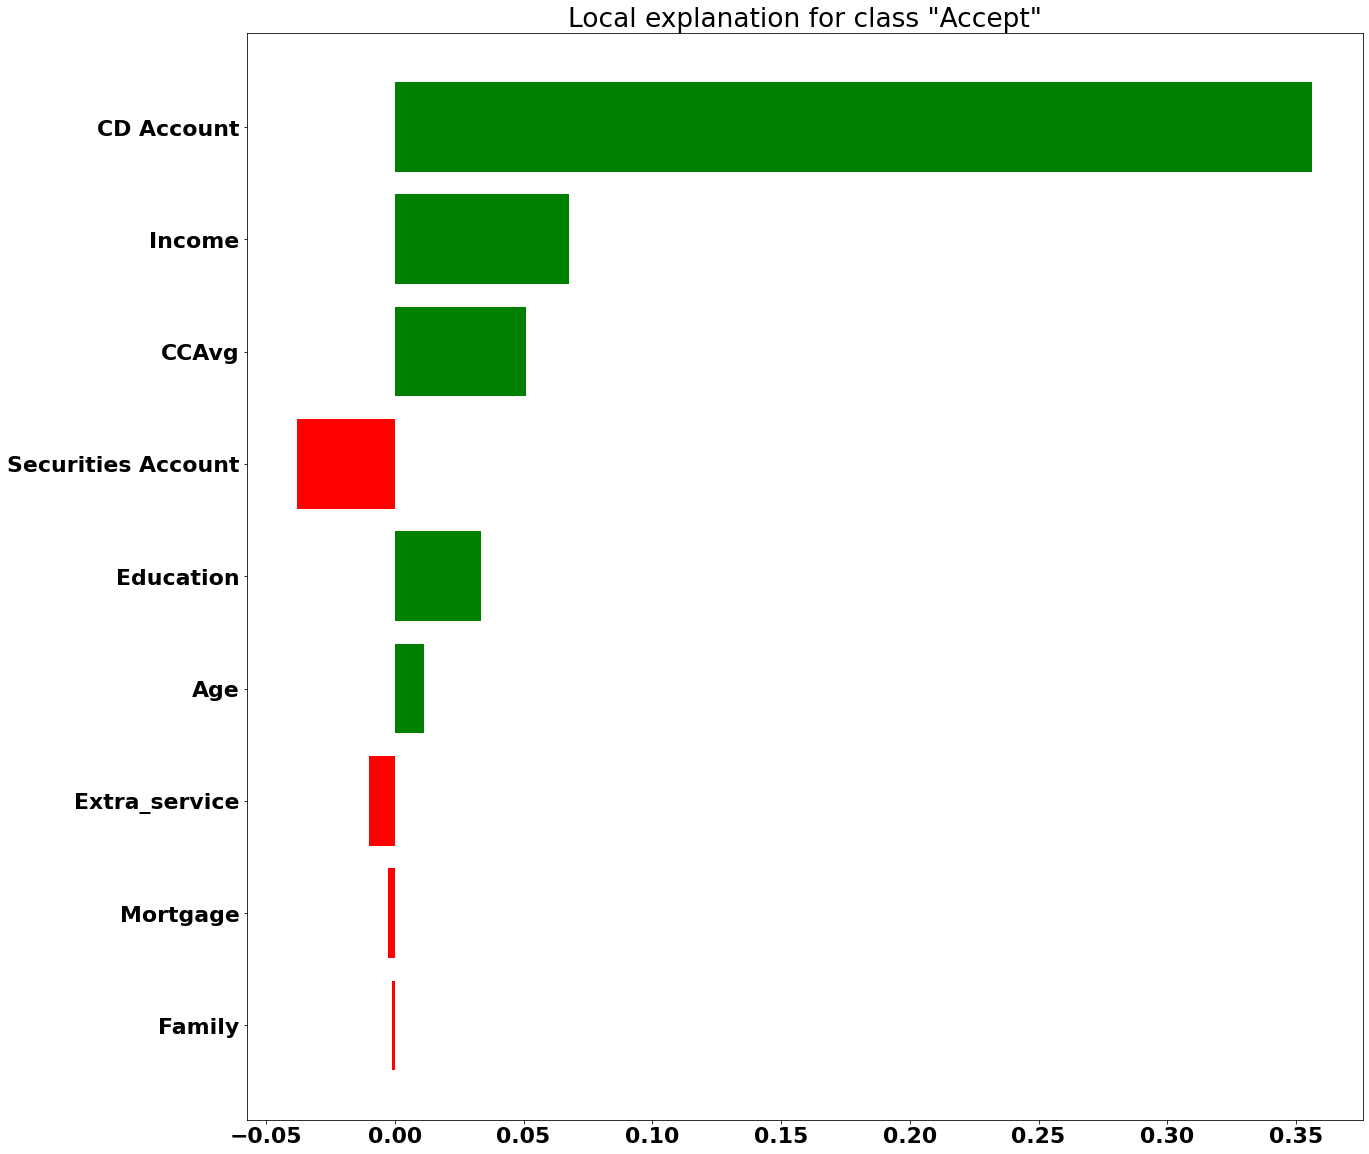 Local explanation for class "Accept"
CD Account
Income
CCAvg
Securities Account
Education
Age
Extra_service
Mortgage
Family
−0.05 0.00 0.05 0.10 0.15 0.20 0.25 0.30 0.35